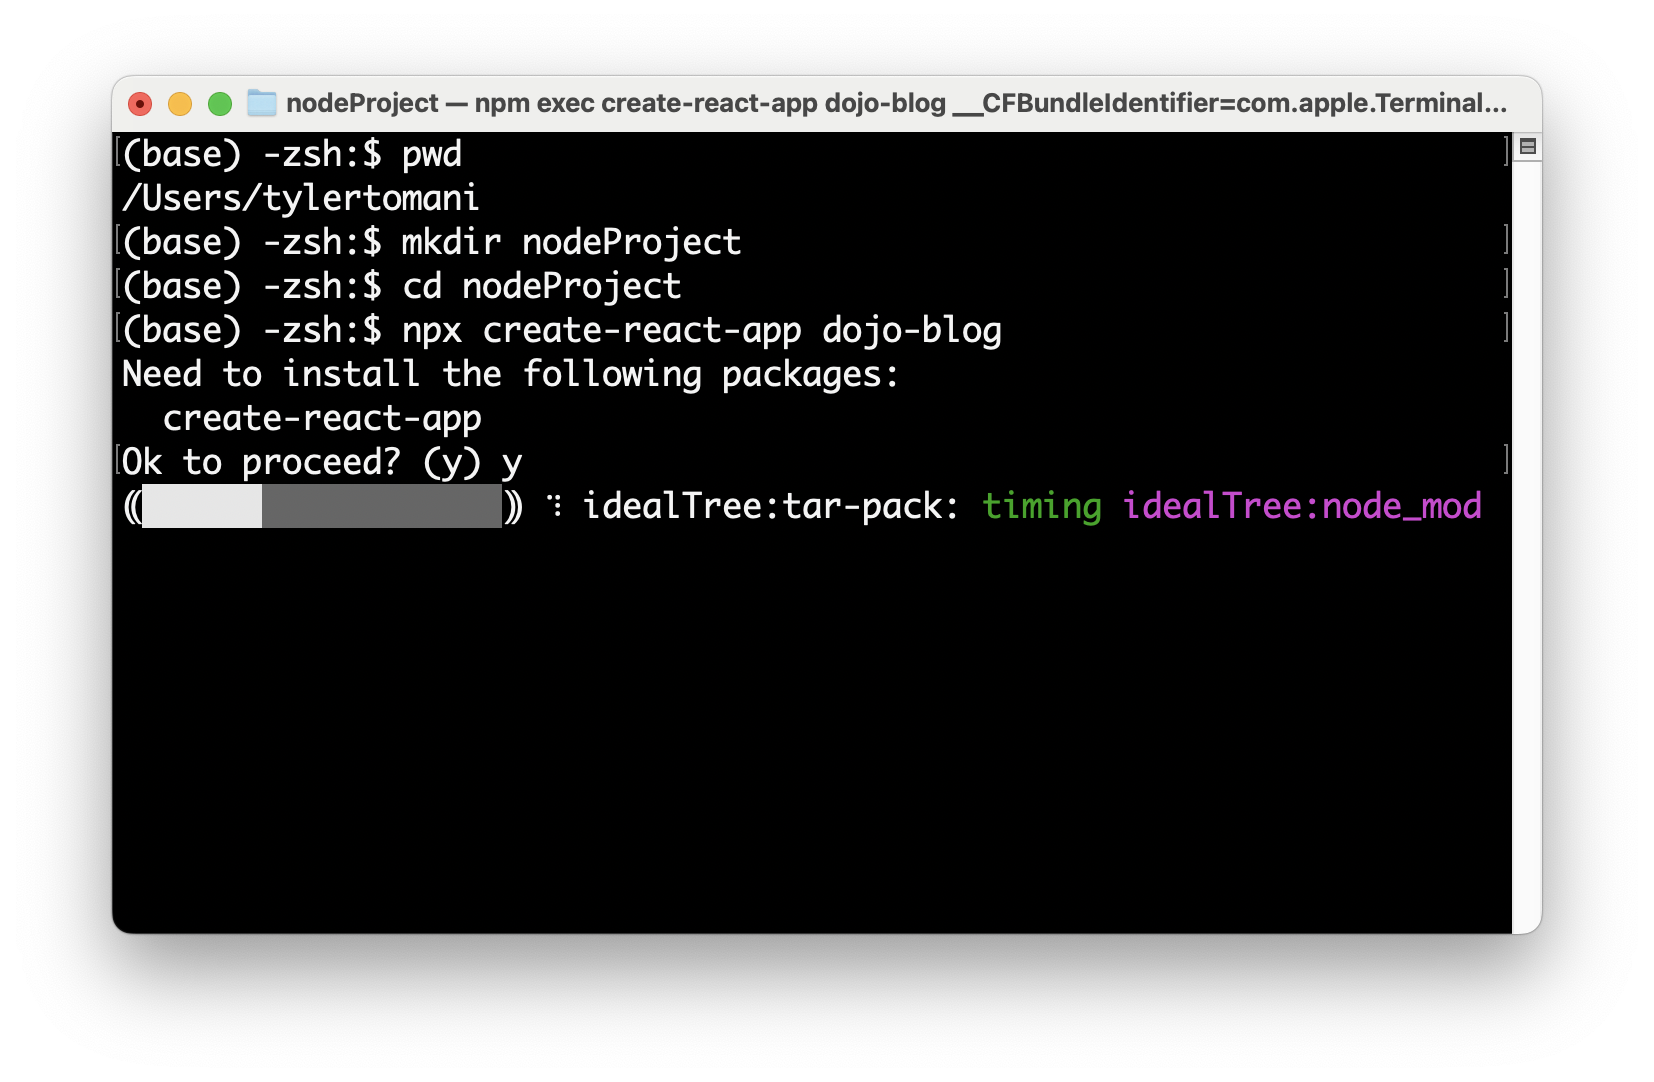 nodeProject — npm exec create-react-app dojo-blog __CFBundleIdentifier=com.apple.Terminal...
(base) -zsh:$ pwd
/Users/tylertomani
(base) -zsh:$ mkdir nodeProject
(base) -zsh:$ cd nodeProject
(base) -zsh:$ npx create-react-app dojo-blog
Need to install the following packages:
  create-react-app
Ok to proceed? (y) y
⸨       ⸩ ⠹ idealTree:tar-pack: timing idealTree:node_mod